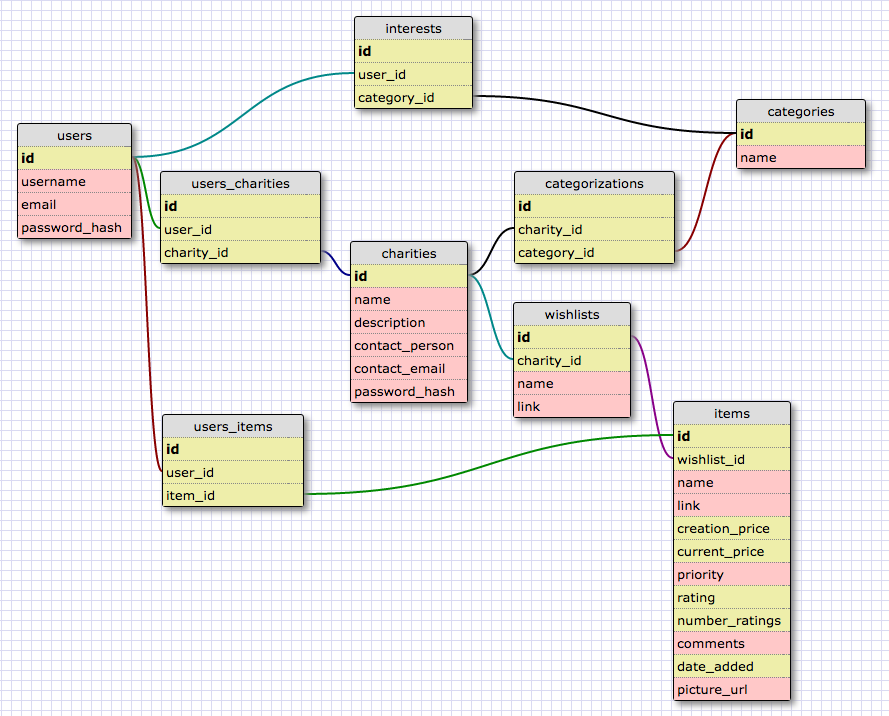 interests
id
user_id
category_id
categories
id
name
users
id
username
email
password_hash
users_charities
id
user_id
charity_id
categorizations
id
charity_id
category_id
charities
id
name
description
contact_person
contact_email
password_hash
wishlists
id
charity_id
name
link
users_items
id
user_id
item_id
items
id
wishlist_id
name
link
creation_price
current_price
priority
rating
number_ratings
comments
date_added
picture_url